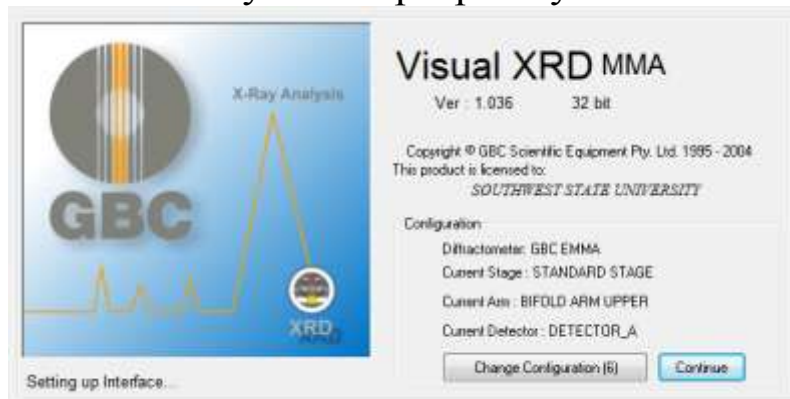 X-Ray Analysis
GBC
XRD
Setting up Interface...
Visual XRD MMA
Ver : 1.036 32 bit
Copyright © GBC Scientific Equipment Pty. Ltd. 1995 - 2004
This product is licensed to:
SOUTHWEST STATE UNIVERSITY
Configuration
Diffractometer: GBC EMMA
Current Stage : STANDARD STAGE
Current Arm : BIFOLD ARM UPPER
Current Detector : DETECTOR_A
Change Configuration (6)
Continue